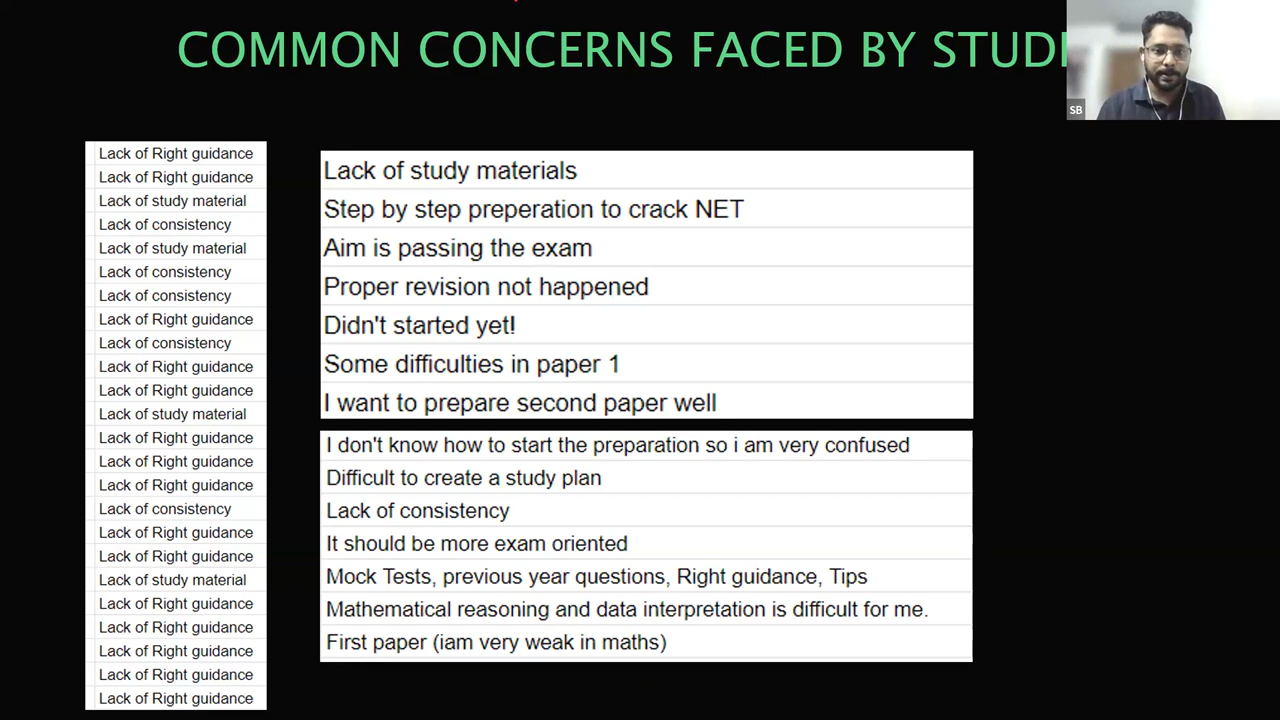 COMMON CONCERNS FACED BY STUD
SB
Lack of Right guidance
Lack of Right guidance
Lack of study material
Lack of consistency
Lack of study material
Lack of consistency
Lack of consistency
Lack of Right guidance
Lack of consistency
Lack of Right guidance
Lack of Right guidance
Lack of study material
Lack of Right guidance
Lack of Right guidance
Lack of Right guidance
Lack of consistency
Lack of Right guidance
Lack of Right guidance
Lack of study material
Lack of Right guidance
Lack of Right guidance
Lack of Right guidance
Lack of Right guidance
Lack of Right guidance
Lack of study materials
Step by step preperation to crack NET
Aim is passing the exam
Proper revision not happened
Didn't started yet!
Some difficulties in paper 1
I want to prepare second paper well
I don't know how to start the preparation so i am very confused
Difficult to create a study plan
Lack of consistency
It should be more exam oriented
Mock Tests, previous year questions, Right guidance, Tips
Mathematical reasoning and data interpretation is difficult for me.
First paper (iam very weak in maths)